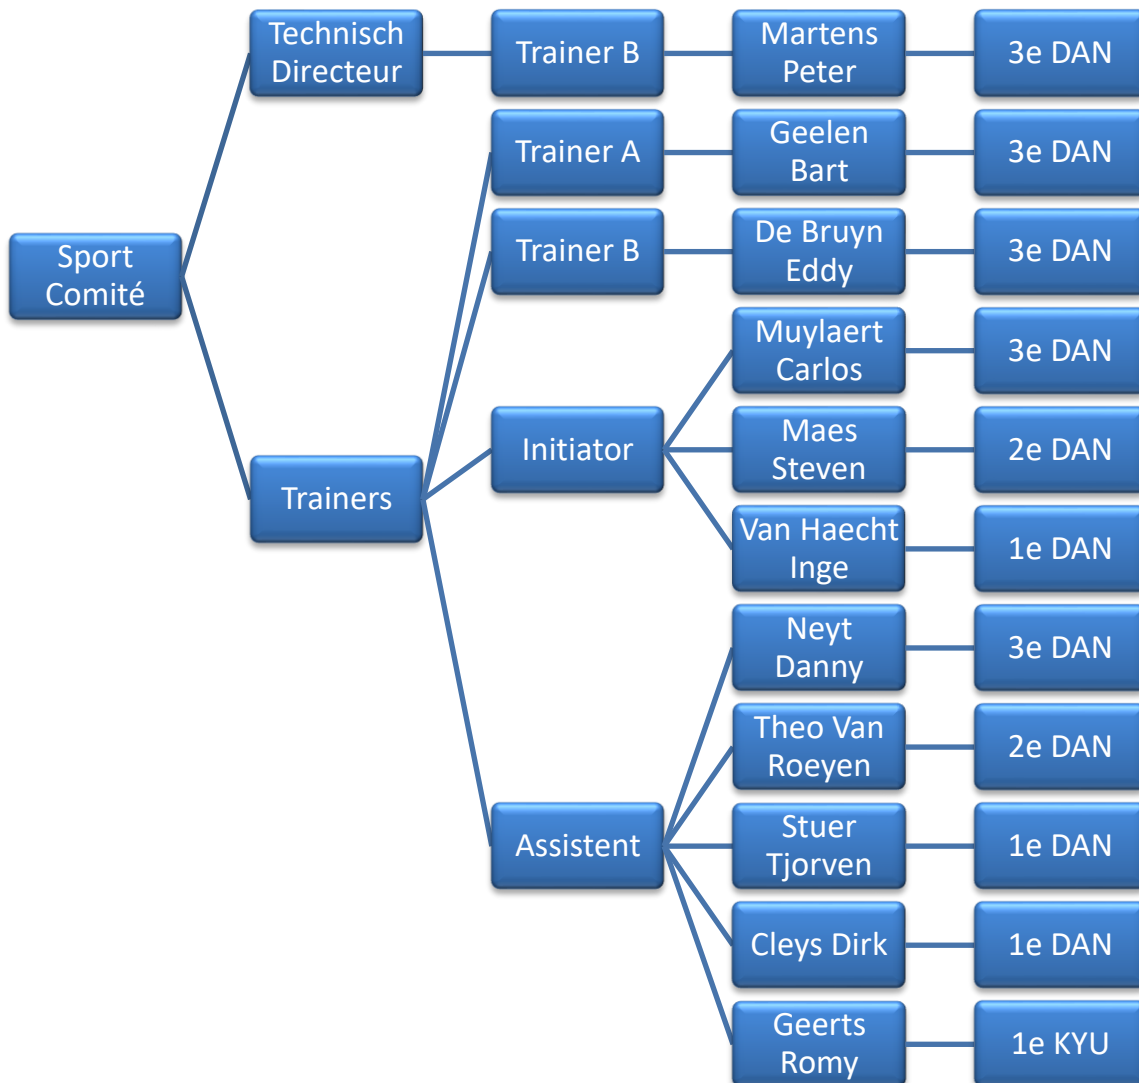 Sport
Comité
Technisch
Directeur
Trainer B
Martens
Peter
3e DAN
Trainers
Trainer A
Geelen
Bart
3e DAN
Trainer B
De Bruyn
Eddy
3e DAN
Initiator
Muylaert
Carlos
3e DAN
Maes
Steven
2e DAN
Van Haecht
Inge
1e DAN
Assistent
Neyt
Danny
3e DAN
Theo Van
Roeyen
2e DAN
Stuer
Tjorven
1e DAN
Cleys Dirk
1e DAN
Geerts
Romy
1e KYU